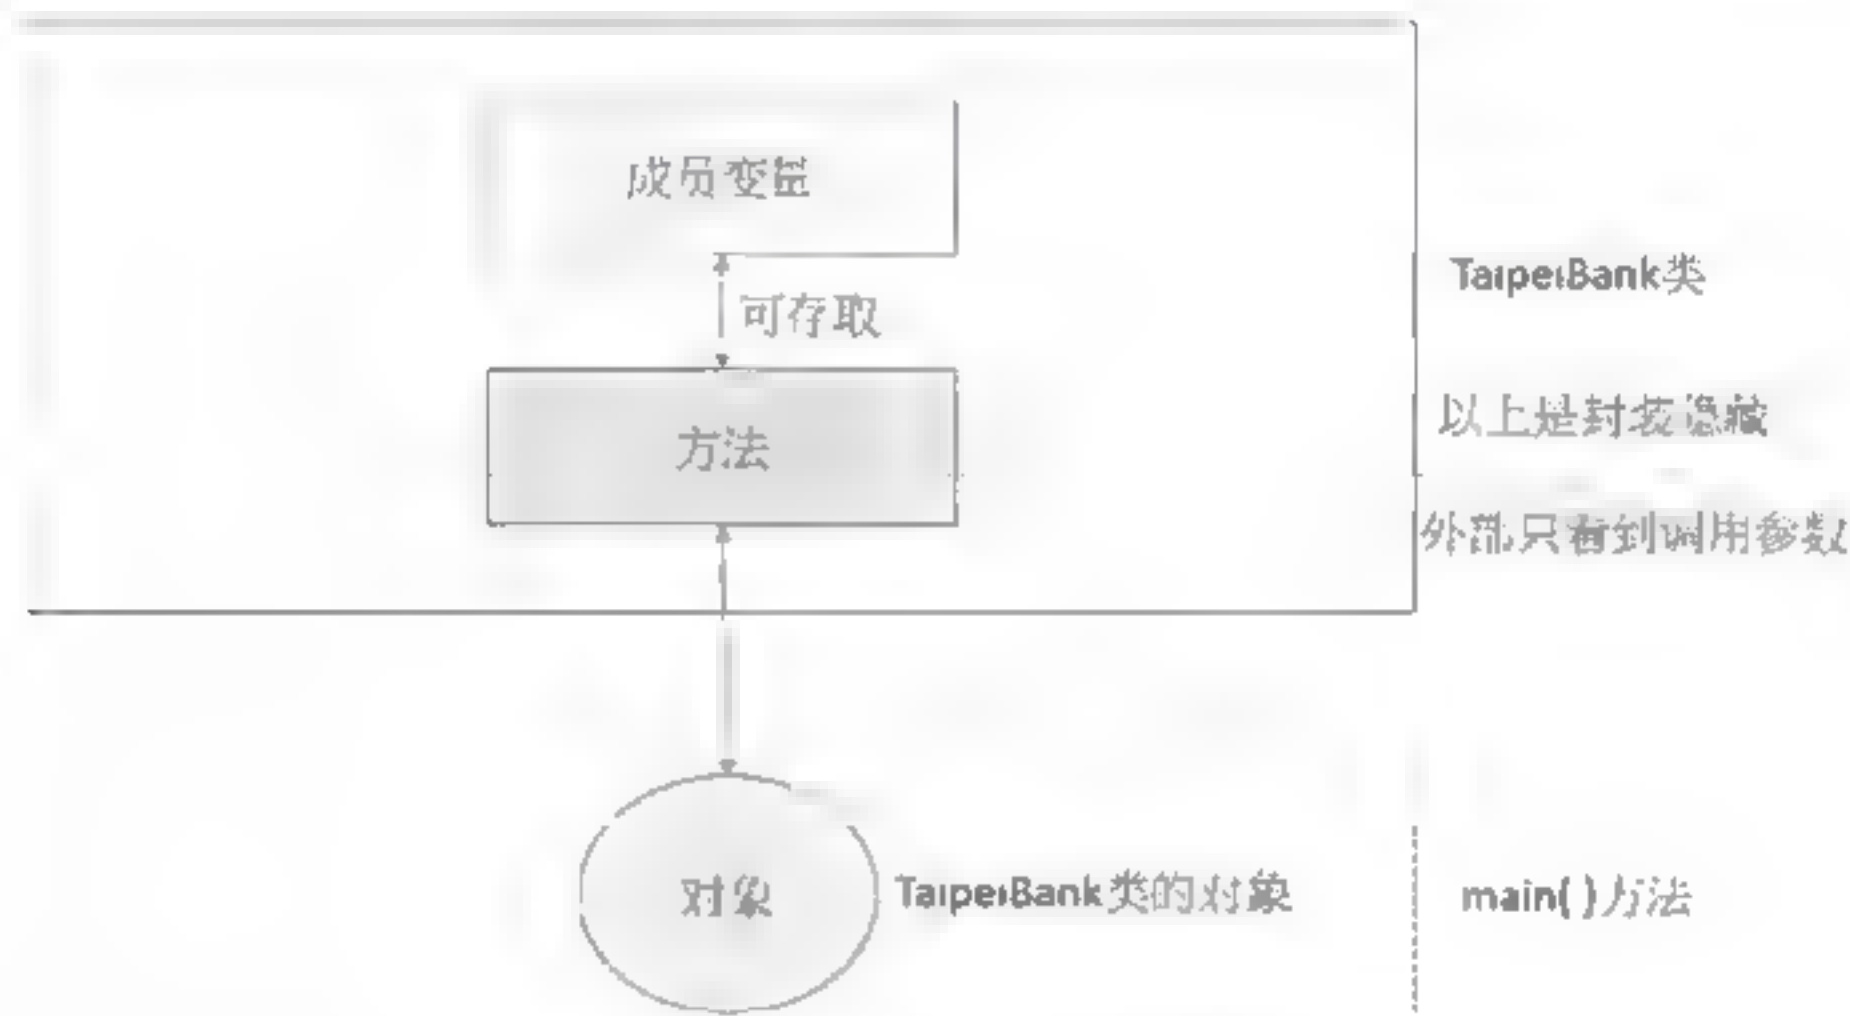 成员变量
TaipeiBank类
可存取
以上是封装隐藏
方法
外部只看到调用参数
对象
TaipeiBank类的对象
main( )方法